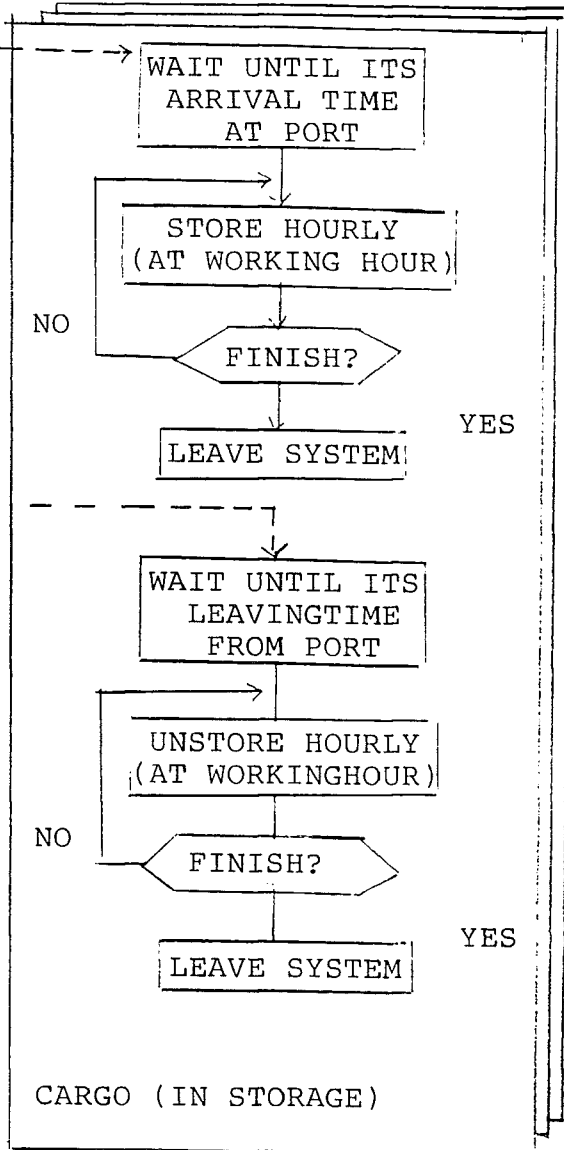 WAIT UNTIL ITS
ARRIVAL TIME
AT PORT
STORE HOURLY
(AT WORKING HOUR)
NO
FINISH?
YES
LEAVE SYSTEM
WAIT UNTIL ITS
LEAVINGTIME
FROM PORT
UNSTORE HOURLY
(AT WORKINGHOUR)
NO
FINISH?
YES
LEAVE SYSTEM
CARGO (IN STORAGE)